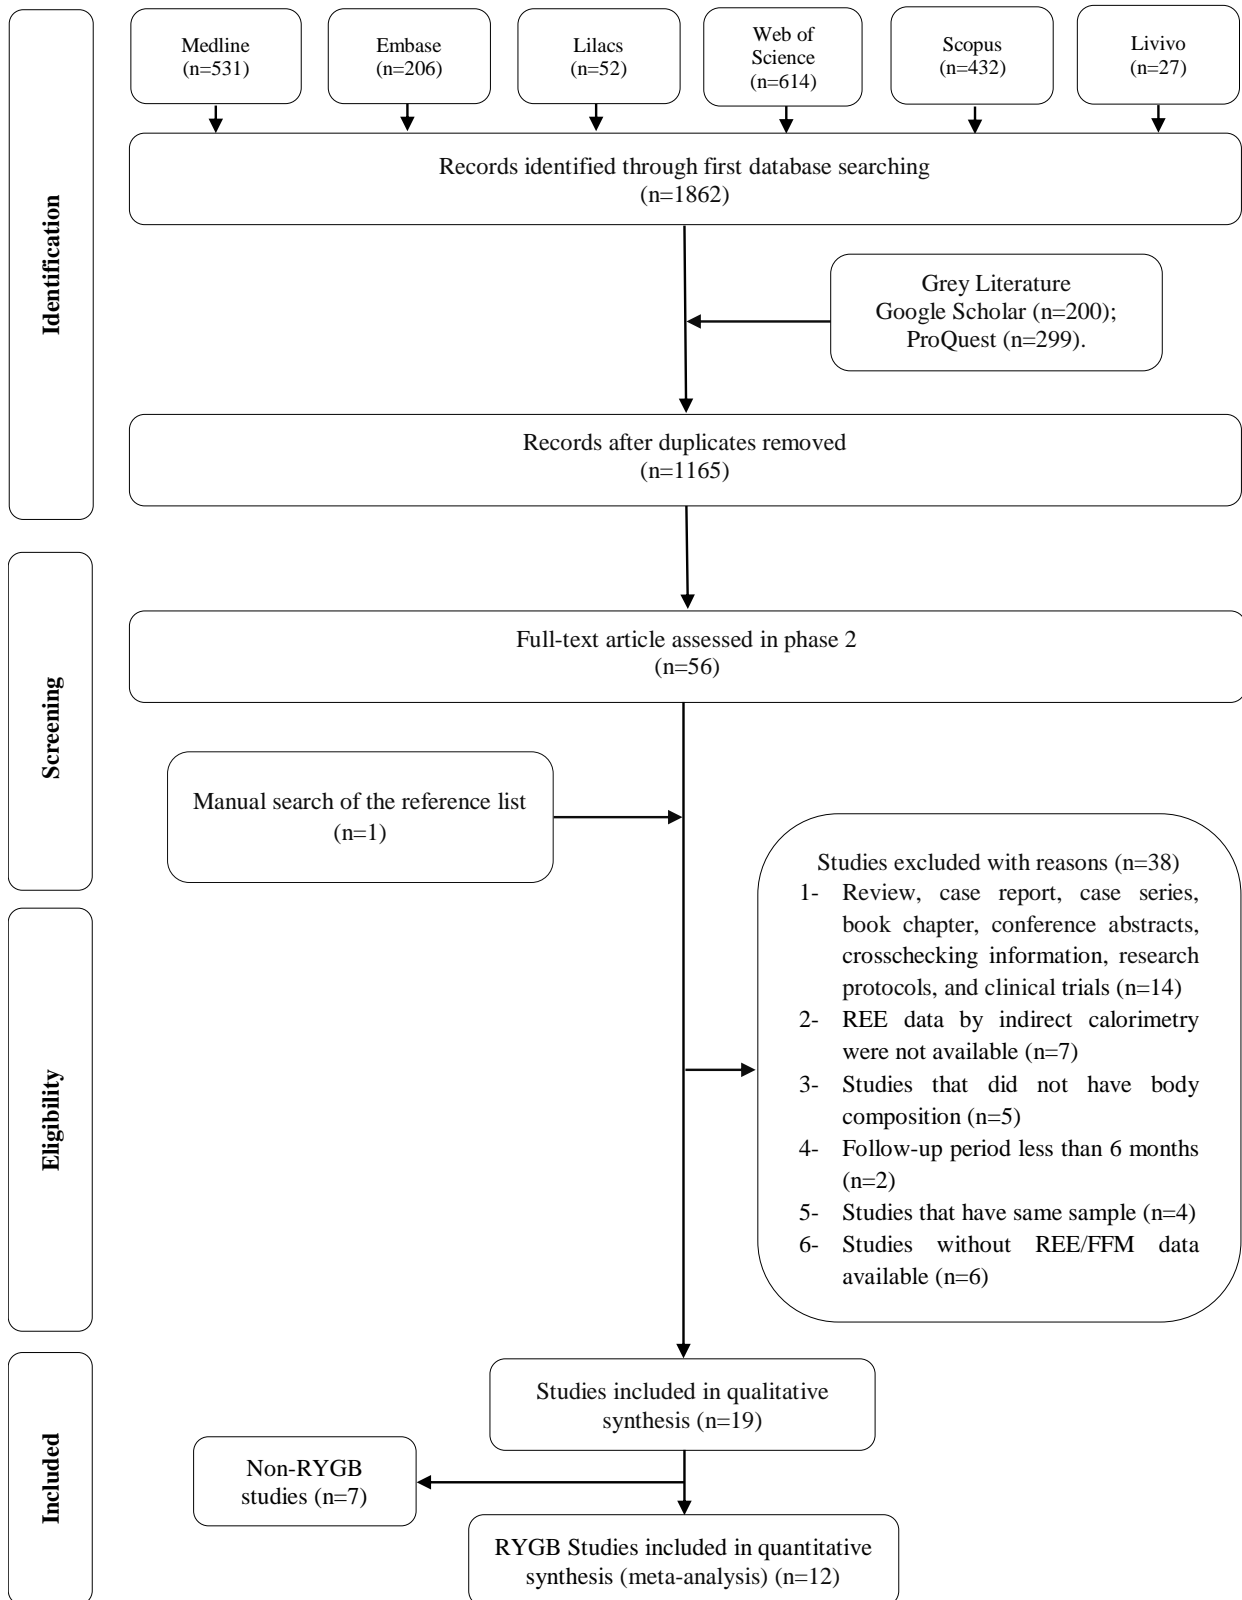 Medline
(n=531)
Embase
(n=206)
Lilacs
(n=52)
Web of
Science
(n=614)
Scopus
(n=432)
Livivo
(n=27)
Identification
Records identified through first database searching
(n=1862)
Grey Literature
Google Scholar (n=200);
ProQuest (n=299).
Records after duplicates removed
(n=1165)
Screening
Full-text article assessed in phase 2
(n=56)
Manual search of the reference list
(n=1)
Eligibility
Studies excluded with reasons (n=38)
1- Review, case report, case series,
book chapter, conference abstracts,
crosschecking information, research
protocols, and clinical trials (n=14)
2- REE data by indirect calorimetry
were not available (n=7)
3- Studies that did not have body
composition (n=5)
4- Follow-up period less than 6 months
(n=2)
5- Studies that have same sample (n=4)
6- Studies without REE/FFM data
available (n=6)
Included
Studies included in qualitative
synthesis (n=19)
Non-RYGB
studies (n=7)
RYGB Studies included in quantitative
synthesis (meta-analysis) (n=12)